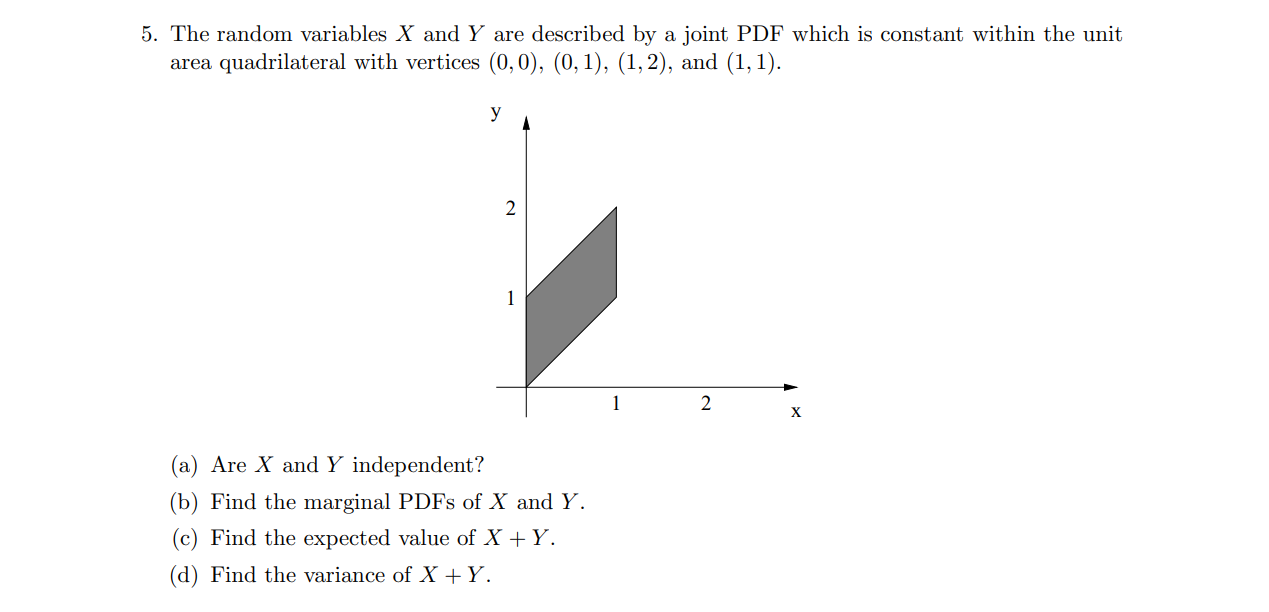 5. The random variables X and Y are described by a joint PDF which is constant within the unit
area quadrilateral with vertices (0, 0), (0, 1), (1, 2), and (1, 1).
y
2
1
1 2 x
(a) Are X and Y independent?
(b) Find the marginal PDFs of X and Y.
(c) Find the expected value of X + Y.
(d) Find the variance of X + Y.